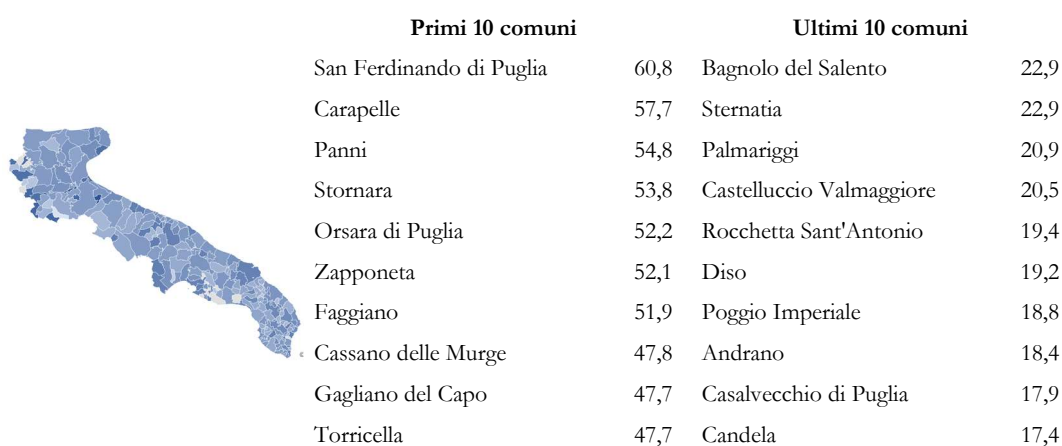 Primi 10 comuni Ultimi 10 comuni
San Ferdinando di Puglia 60,8 Bagnolo del Salento 22,9
Carapelle 57,7 Sternatia 22,9
Panni 54,8 Palmariggi 20,9
Stornara 53,8 Castelluccio Valmaggiore 20,5
Orsara di Puglia 52,2 Rocchetta Sant'Antonio 19,4
Zapponeta 52,1 Diso 19,2
Faggiano 51,9 Poggio Imperiale 18,8
Cassano delle Murge 47,8 Andrano 18,4
Gagliano del Capo 47,7 Casalvecchio di Puglia 17,9
Torricella 47,7 Candela 17,4